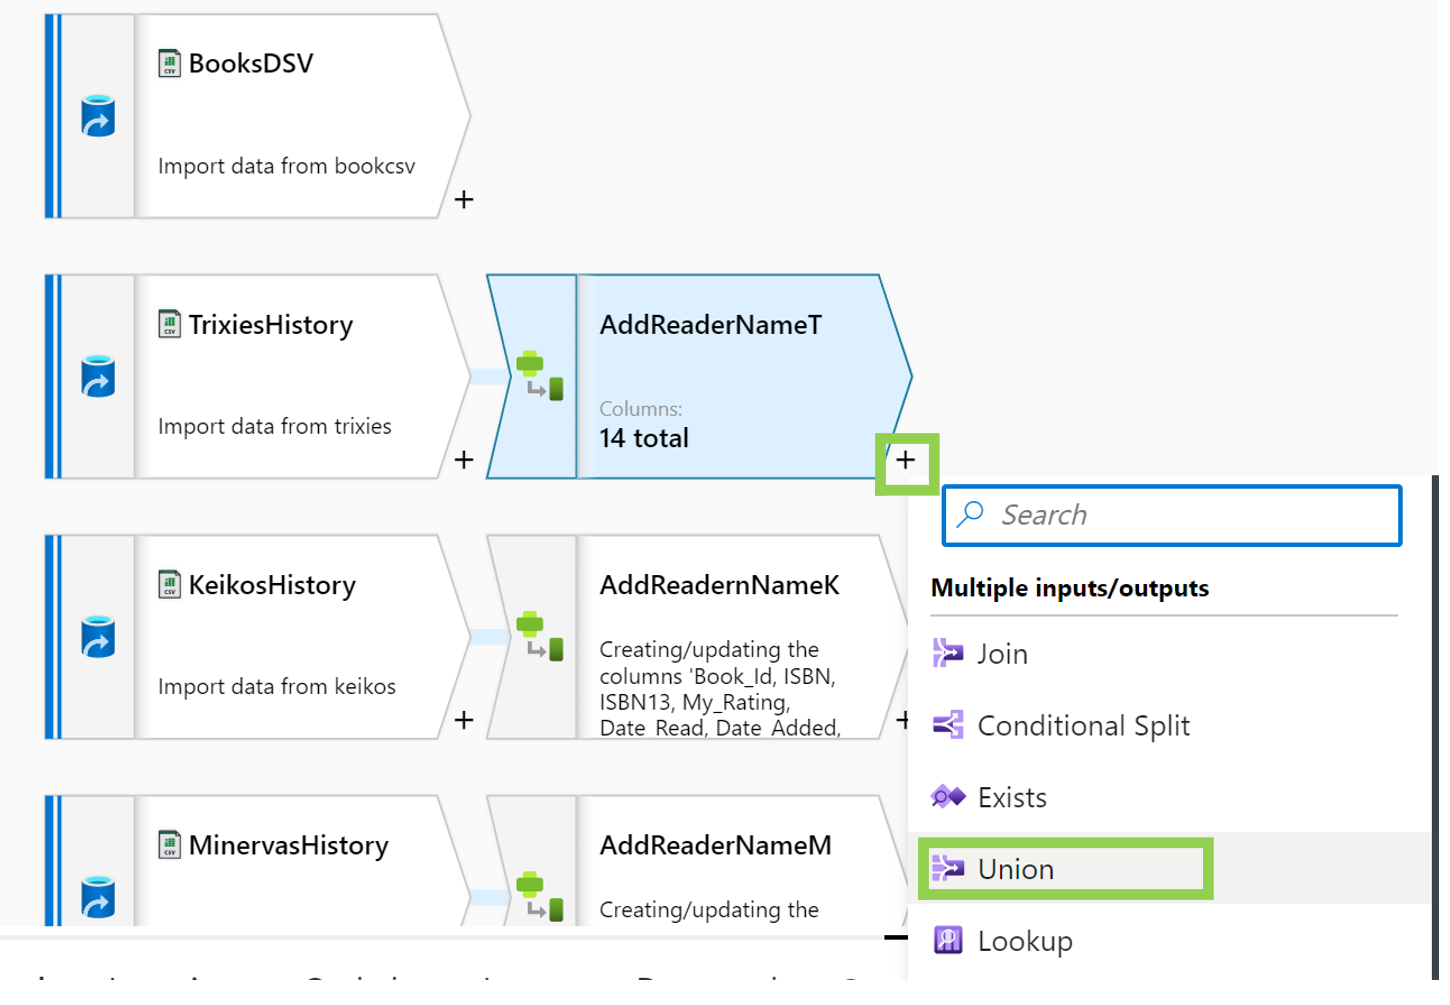 BooksDSV
Import data from bookcsv
+
TrixiesHistory
Import data from trixies
+
AddReaderNameT
Columns:
14 total
+
Search
Multiple inputs/outputs
Join
Conditional Split
Exists
Union
Lookup
KeikosHistory
Import data from keikos
+
AddReadernNameK
Creating/updating the
columns 'Book_Id, ISBN,
ISBN13, My_Rating,
Date_Read, Date_Added,
+
MinervasHistory
AddReaderNameM
Creating/updating the